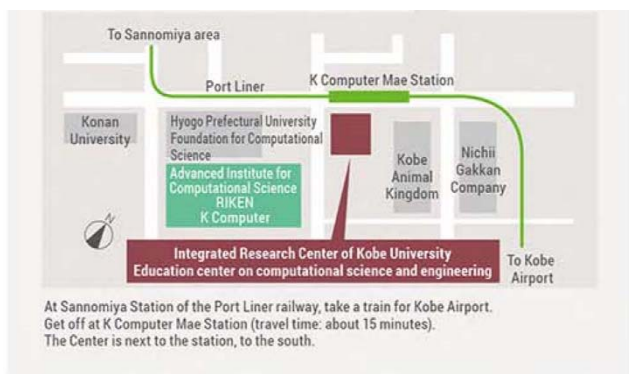 To Sannomiya area
Port Liner
K Computer Mae Station
Konan
University
Hyogo Prefectural University
Foundation for Computational
Science
Advanced Institute for
Computational Science
RIKEN
K Computer
Kobe
Animal
Kingdom
Nichii
Gakkan
Company
N
Integrated Research Center of Kobe University
Education center on computational science and engineering
To Kobe
Airport
At Sannomiya Station of the Port Liner railway, take a train for Kobe Airport.
Get off at K Computer Mae Station (travel time: about 15 minutes).
The Center is next to the station, to the south.